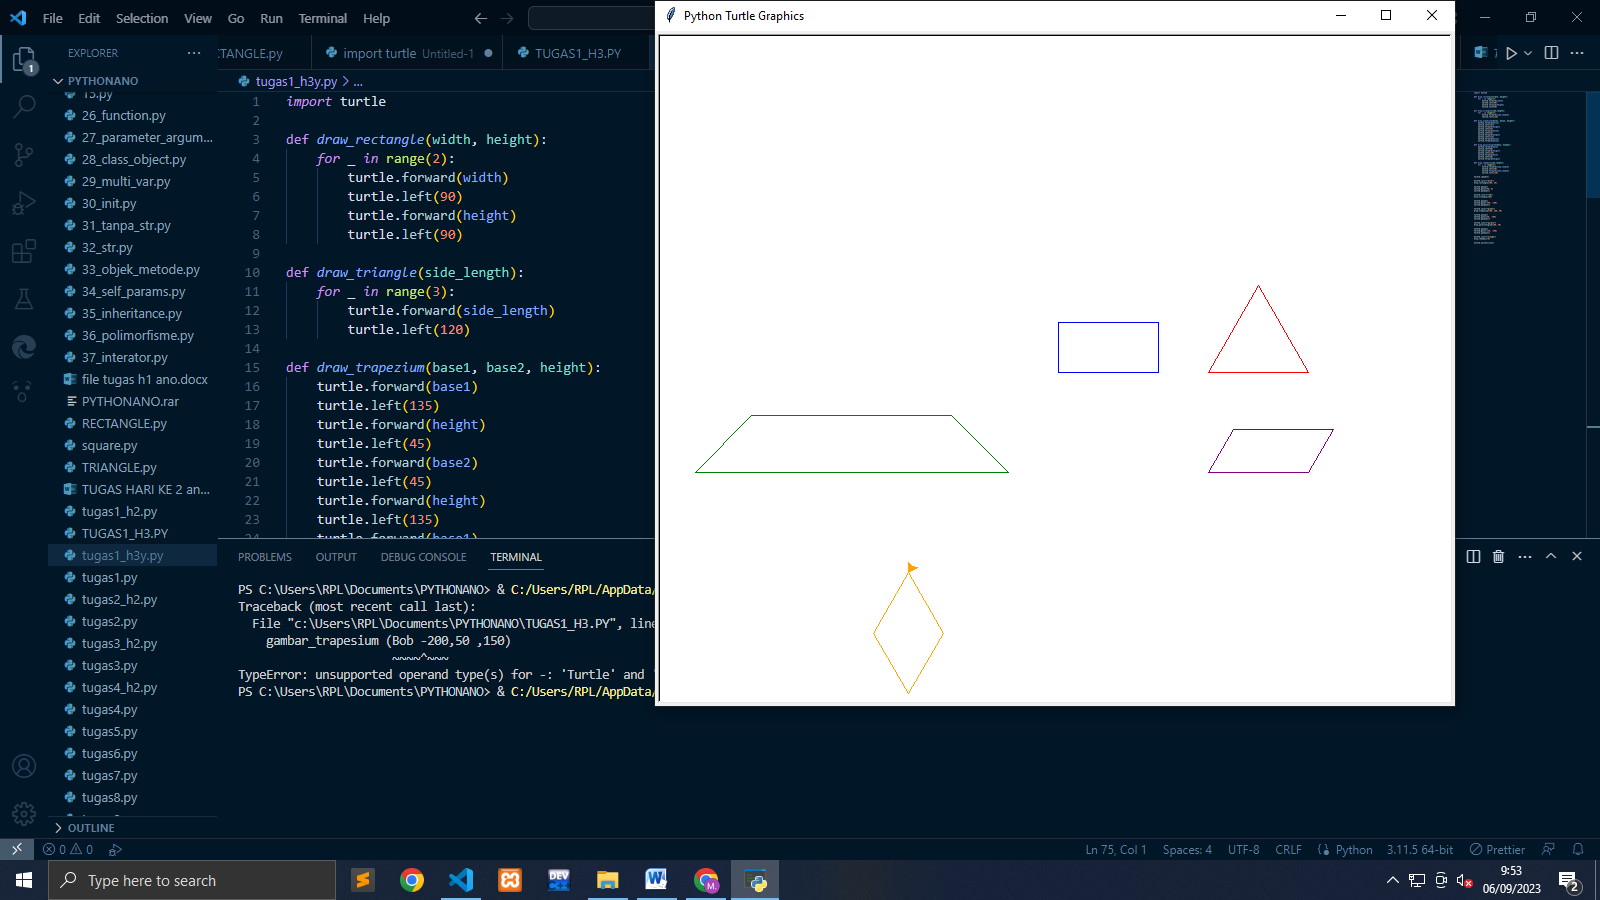 File Edit Selection View Go Run Terminal Help
Python Turtle Graphics
EXPLORER
CTANGLE.py
import turtle Untitled-1
TUGAS1_H3.PY
PYTHONANO
tugas1_h3y.py > ...
15.py
26_function.py
27_parameter_argum...
28_class_object.py
29_multi_var.py
30_init.py
31_tanpa_str.py
32_str.py
33_objek_metode.py
34_self_params.py
35_inheritance.py
36_polimorfisme.py
37_interator.py
file tugas h1 ano.docx
PYTHONANO.rar
RECTANGLE.py
square.py
TRIANGLE.py
TUGAS HARI KE 2 an...
tugas1_h2.py
TUGAS1_H3.PY
tugas1_h3y.py
tugas1.py
tugas2_h2.py
tugas2.py
tugas3_h2.py
tugas3.py
tugas4_h2.py
tugas4.py
tugas5.py
tugas6.py
tugas7.py
tugas8.py
OUTLINE
1 import turtle
2
3 def draw_rectangle(width, height):
4 for _ in range(2):
5 turtle.forward(width)
6 turtle.left(90)
7 turtle.forward(height)
8 turtle.left(90)
9
10 def draw_triangle(side_length):
11 for _ in range(3):
12 turtle.forward(side_length)
13 turtle.left(120)
14
15 def draw_trapezium(base1, base2, height):
16 turtle.forward(base1)
17 turtle.left(135)
18 turtle.forward(height)
19 turtle.left(45)
20 turtle.forward(base2)
21 turtle.left(45)
22 turtle.forward(height)
23 turtle.left(135)
24 turtle.forward(base1)
PROBLEMS OUTPUT DEBUG CONSOLE TERMINAL
PS C:\Users\RPL\Documents\PYTHONANO> & C:/Users/RPL/AppData/
Traceback (most recent call last):
File "c:\Users\RPL\Documents\PYTHONANO\TUGAS1_H3.PY", line
gambar_trapesium (Bob -200,50 ,150)
~~~~^~~~
TypeError: unsupported operand type(s) for -: 'Turtle' and '
PS C:\Users\RPL\Documents\PYTHONANO> & C:/Users/RPL/AppData/
0 0 Ln 75, Col 1 Spaces: 4 UTF-8 CRLF Python 3.11.5 64-bit Prettier
Type here to search
9:53
06/09/2023
2